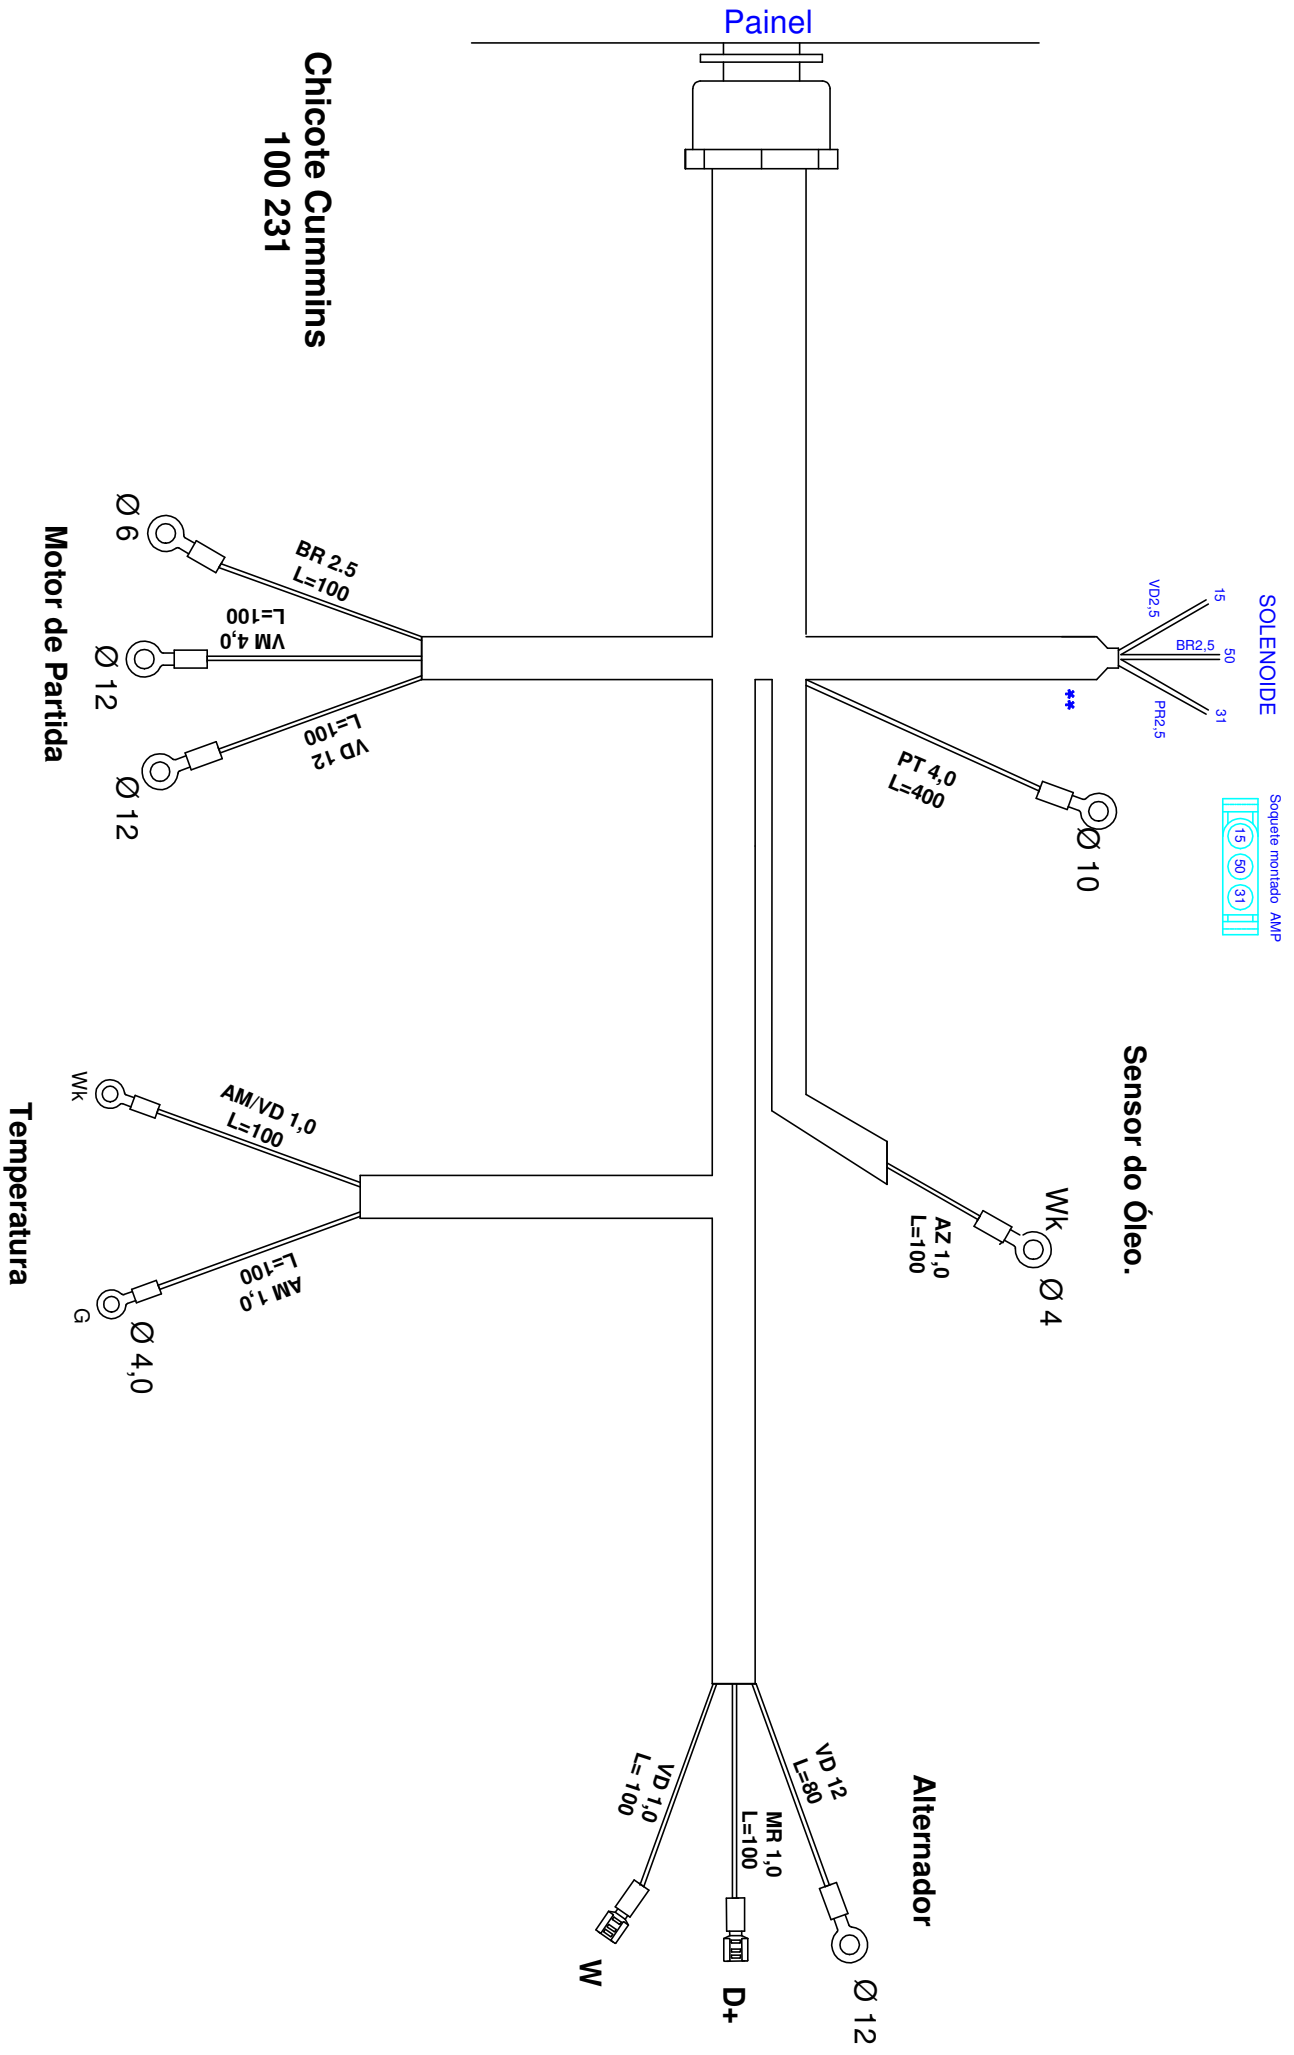 Painel
Chicote Cummins
100 231
SOLENOIDE
15
50
31
VD2,5
BR2,5
PR2,5
**
Soquete montado AMP
15 50 31
PT 4,0
L=400
Ø 10
Ø 6
BR 2.5
L=100
VM 4,0
L=100
Ø 12
VD 12
L=100
Ø 12
Motor de Partida
Sensor do Óleo.
Wk
AZ 1,0
L=100
Ø 4
Wk
AM/VD 1,0
L=100
AM 1,0
L=100
G
Ø 4,0
Temperatura
Alternador
VD 12
L=80
Ø 12
MR 1,0
L=100
D+
VD 1,0
L= 100
W